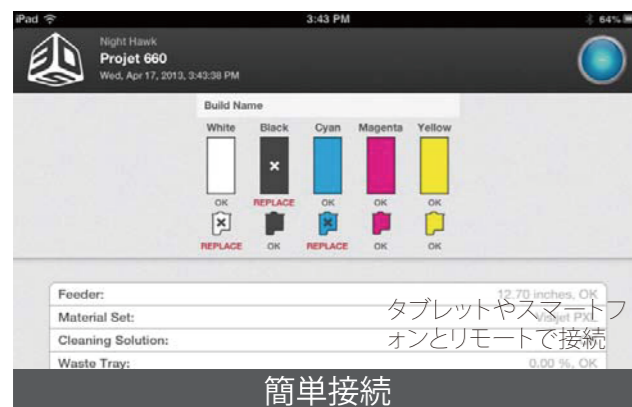 iPad 3:43 PM 64%
Night Hawk
Projet 660
Wed, Apr 17, 2013, 3:43:38 PM
Build Name
White Black Cyan Magenta Yellow
OK REPLACE OK OK OK
REPLACE OK REPLACE OK OK
Feeder: 12.70 inches, OK
Material Set: Visijet PXL
タブレットやスマートフ
Cleaning Solution:
ォンとリモートで接続
Waste Tray: 0.00 %, OK
簡単接続